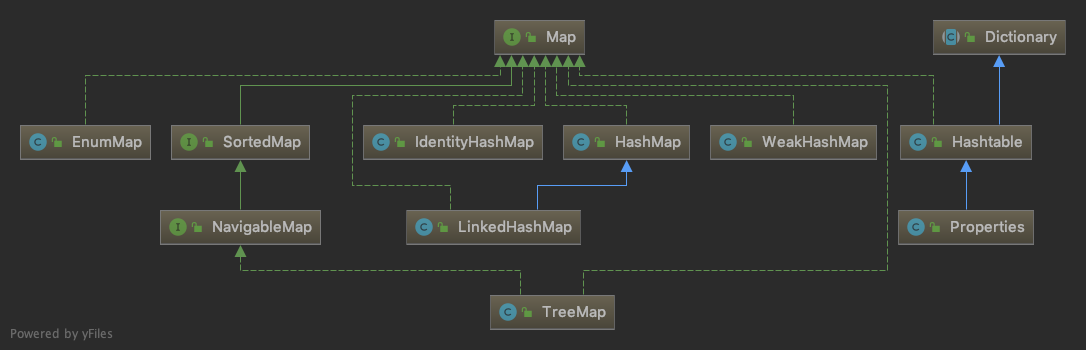 Map
Dictionary
EnumMap
SortedMap
IdentityHashMap
HashMap
WeakHashMap
Hashtable
NavigableMap
LinkedHashMap
Properties
TreeMap
Powered by yFiles